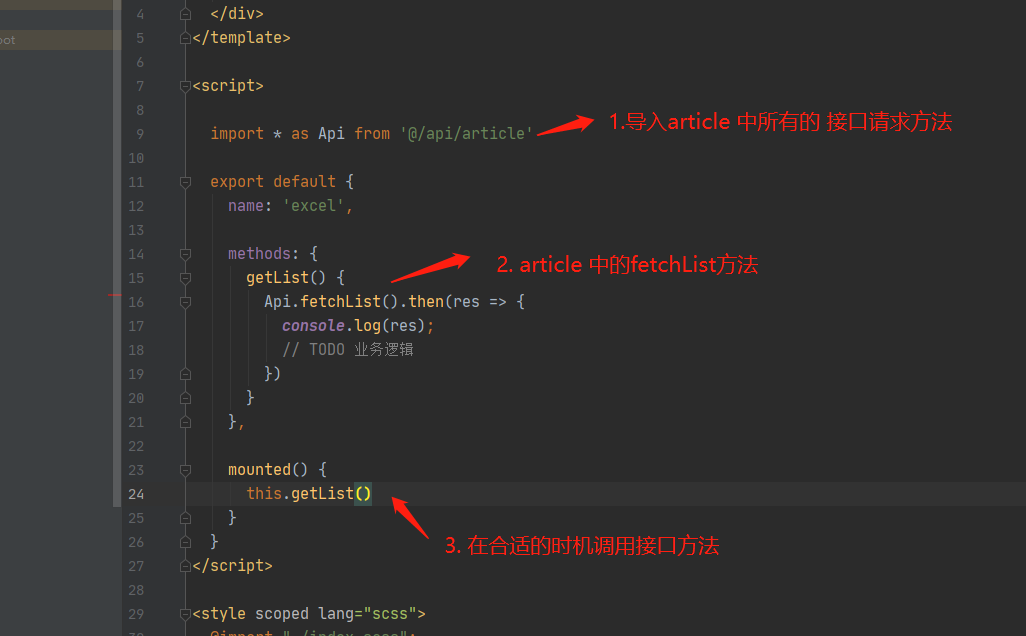 oot
4 </div>
5 </template>
6
7 <script>
8
9 import * as Api from '@/api/article' 1.导入article 中所有的 接口请求方法
10
11 export default {
12 name: 'excel',
13
14 methods: {
15 getList() { 2. article 中的fetchList方法
16 Api.fetchList().then(res => {
17 console.log(res);
18 // TODO 业务逻辑
19 })
20 }
21 },
22
23 mounted() {
24 this.getList()
25 }
3. 在合适的时机调用接口方法
26 }
27 </script>
28
29 <style scoped lang="scss">
@import "./index.scss";